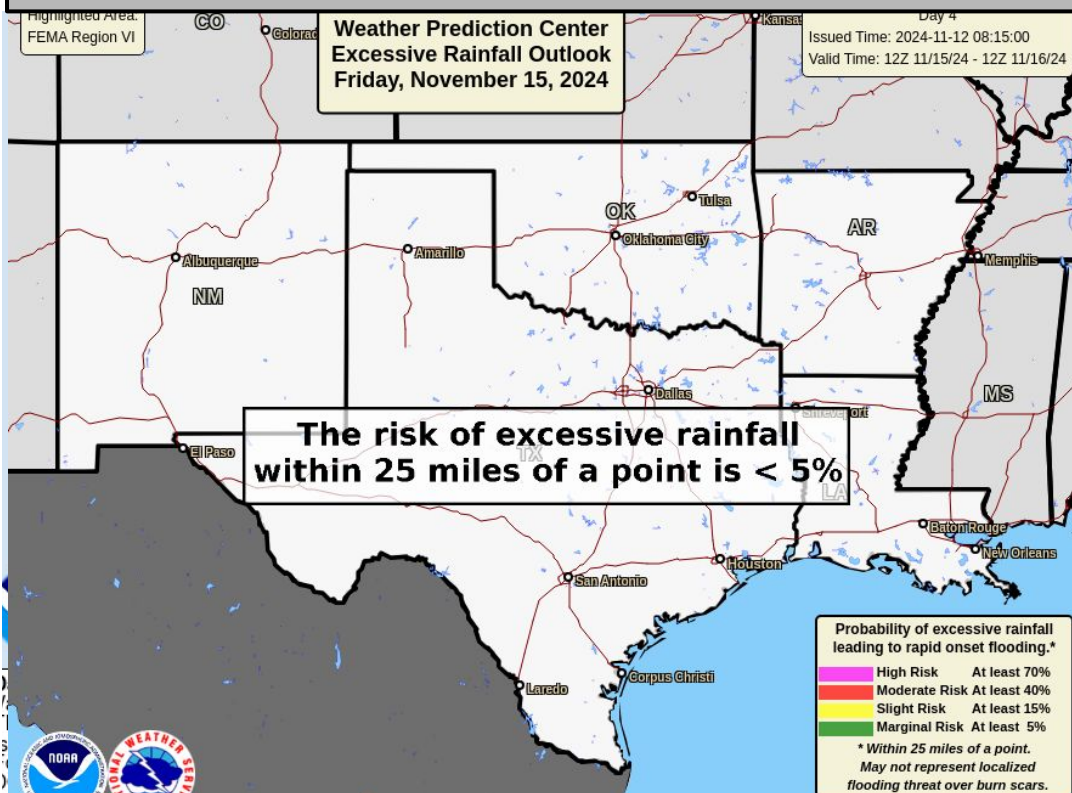 Highlighted Area:
FEMA Region VI
Weather Prediction Center
Excessive Rainfall Outlook
Friday, November 15, 2024
Day 4
Issued Time: 2024-11-12 08:15:00
Valid Time: 12Z 11/15/24 - 12Z 11/16/24
CO
Colorad
Kansas
Tulsa
OK
Oklahoma City
AR
Amarillo
Albuquerque
Memphis
NM
Dallas
MS
Shreveport
The risk of excessive rainfall
within 25 miles of a point is < 5%
El Paso
TX
LA
Baton Rouge
New Orleans
Houston
San Antonio
Corpus Christi
Laredo
Probability of excessive rainfall
leading to rapid onset flooding.*
High Risk At least 70%
Moderate Risk At least 40%
Slight Risk At least 15%
Marginal Risk At least 5%
* Within 25 miles of a point.
May not represent localized
flooding threat over burn scars.
NOAA
NAL WEATHER SERV